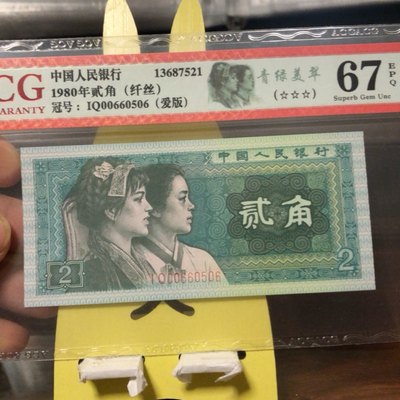 CG
WARRANTY
中国人民银行 13687521
1980年贰角（纤丝）
冠号：IQ00660506（爱版）
青绿美翠
（☆☆☆）
67 EPQ
Superb Gem Unc
中国人民银行
贰角
2
IQ00660506
2